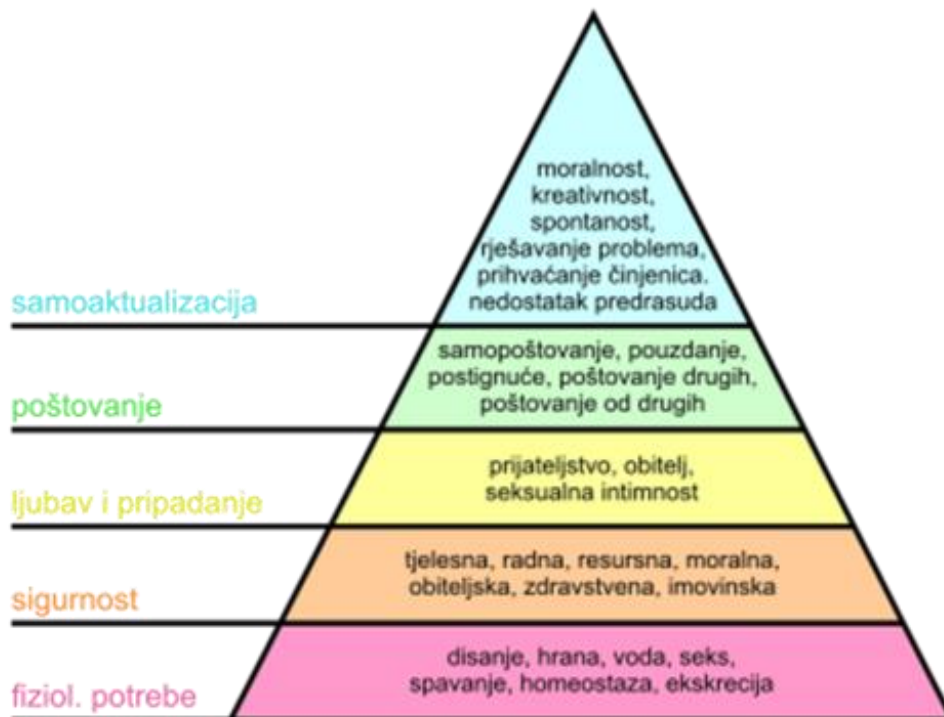 moralnost,
kreativnost,
spontanost,
rješavanje problema,
prihvaćanje činjenica.
nedostatak predrasuda
samoaktualizacija
samopoštovanje, pouzdanje,
postignuće, poštovanje drugih,
poštovanje od drugih
poštovanje
prijateljstvo, obitelj,
seksualna intimnost
ljubav i pripadanje
tjelesna, radna, resursna, moralna,
obiteljska, zdravstvena, imovinska
sigurnost
disanje, hrana, voda, seks,
spavanje, homeostaza, ekskrecija
fiziol. potrebe